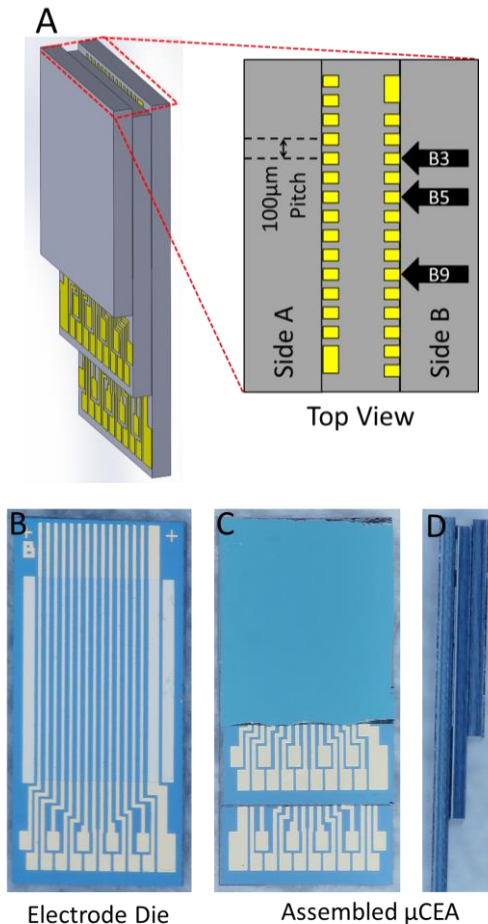 A
Side A
100µm
Pitch
B3
B5
B9
Side B
Top View
B
B
C
D
Electrode Die
Assembled µCEA